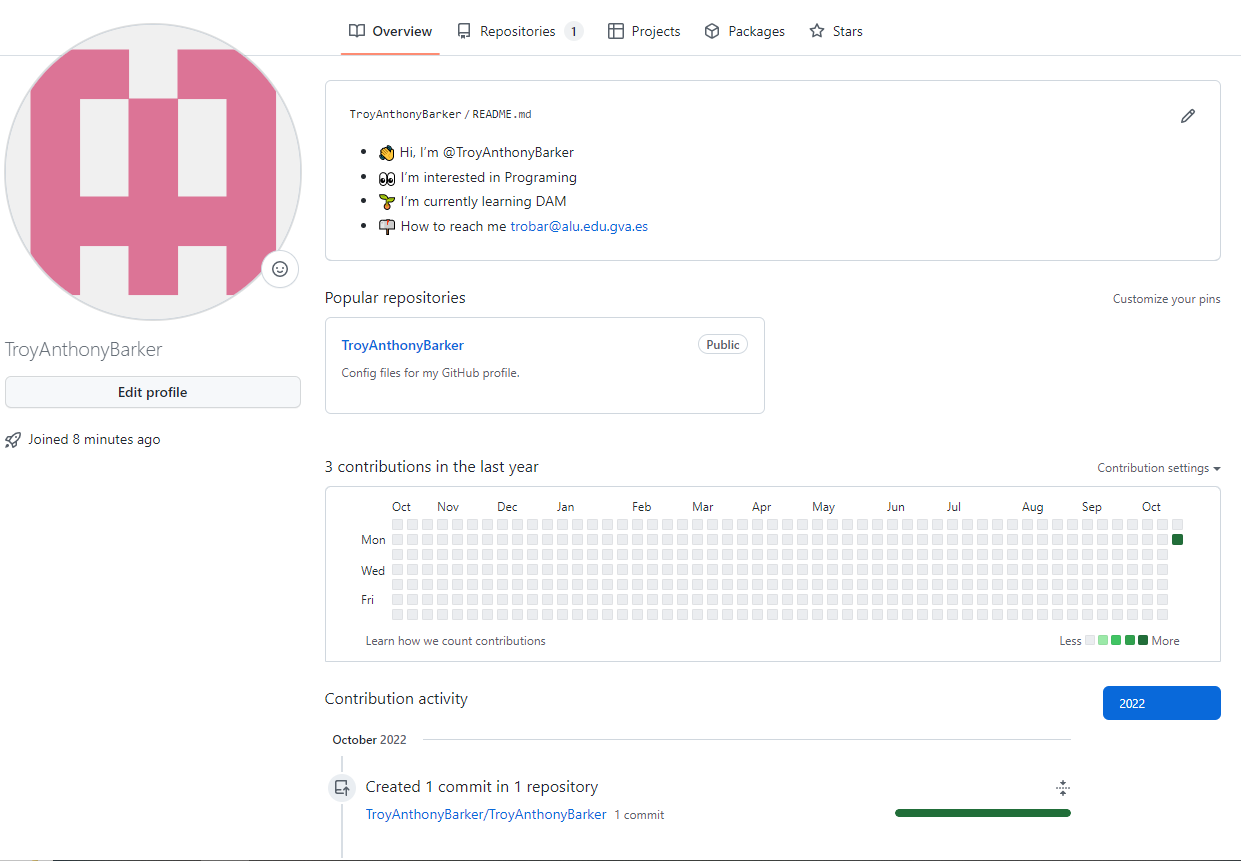 Overview Repositories 1 Projects Packages Stars
TroyAnthonyBarker / README.md
👋 Hi, I’m @TroyAnthonyBarker
👀 I’m interested in Programing
🌱 I’m currently learning DAM
📫 How to reach me trobar@alu.edu.gva.es
TroyAnthonyBarker
Edit profile
Joined 8 minutes ago
Popular repositories Customize your pins
TroyAnthonyBarker Public
Config files for my GitHub profile.
3 contributions in the last year Contribution settings
Oct Nov Dec Jan Feb Mar Apr May Jun Jul Aug Sep Oct
Mon
Wed
Fri
Learn how we count contributions Less More
Contribution activity 2022
October 2022
Created 1 commit in 1 repository
TroyAnthonyBarker/TroyAnthonyBarker 1 commit